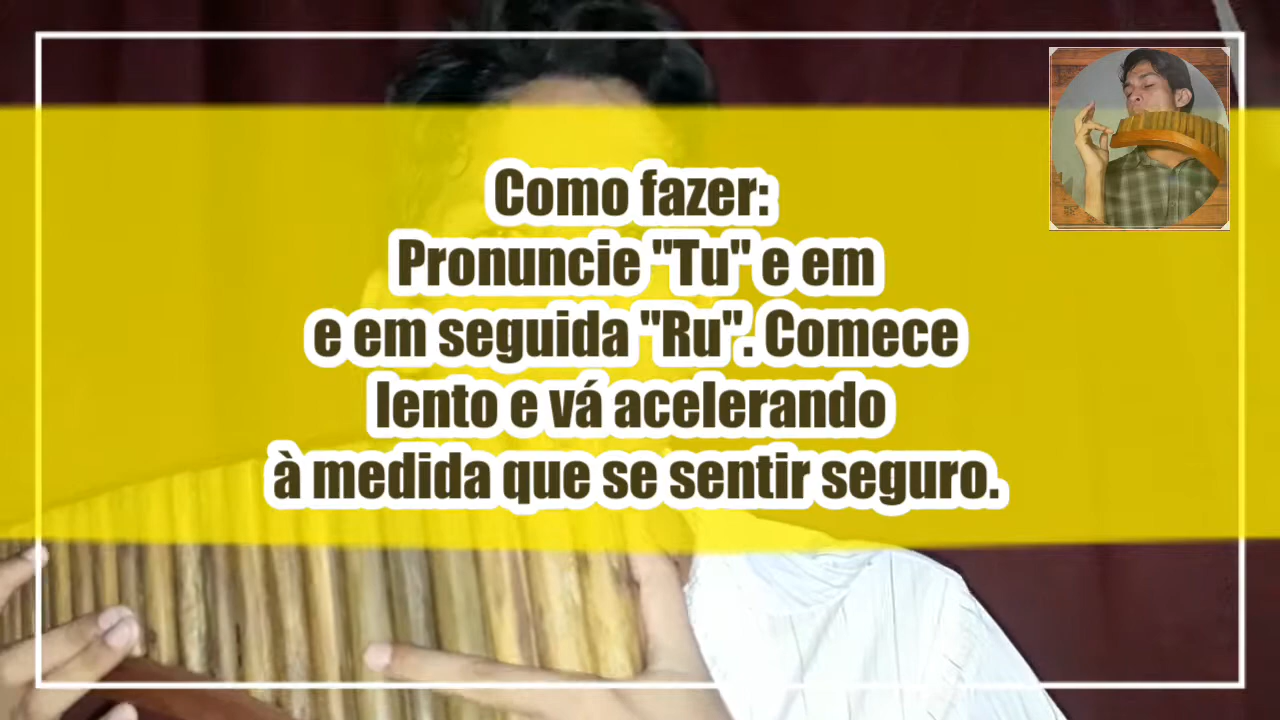 Como fazer:
Pronuncie "Tu" e em
e em seguida "Ru". Comece
lento e vá acelerando
à medida que se sentir seguro.